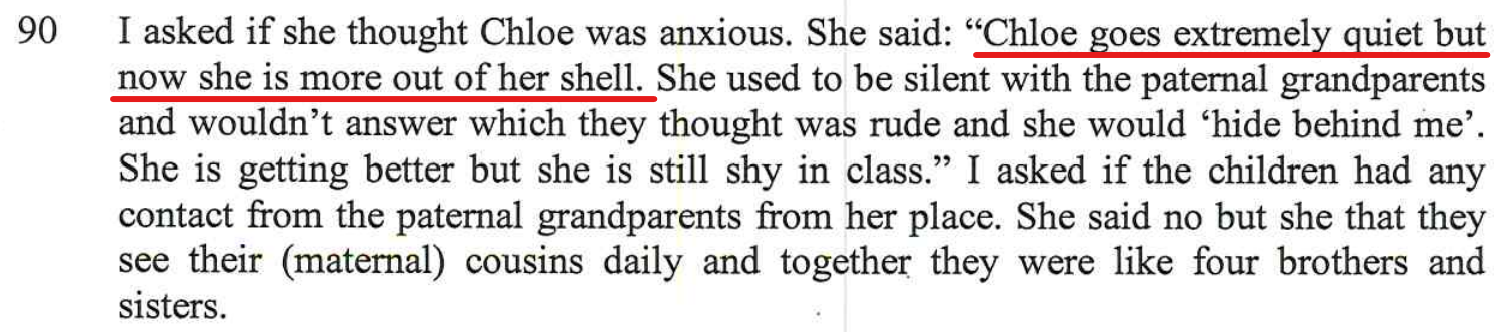 90 I asked if she thought Chloe was anxious. She said: “Chloe goes extremely quiet but
now she is more out of her shell. She used to be silent with the paternal grandparents
and wouldn’t answer which they thought was rude and she would ‘hide behind me’.
She is getting better but she is still shy in class.” I asked if the children had any
contact from the paternal grandparents from her place. She said no but she that they
see their (maternal) cousins daily and together they were like four brothers and
sisters.